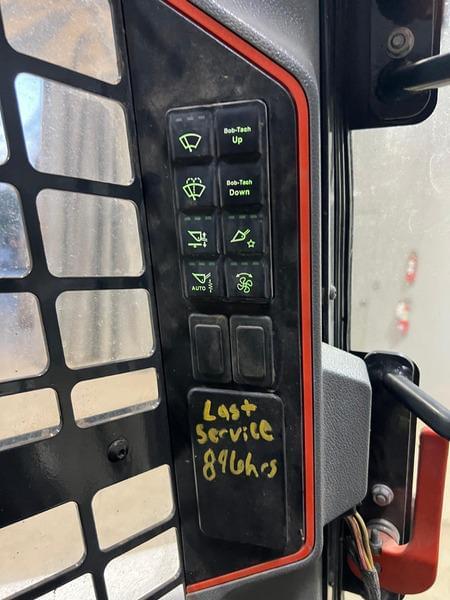 Bob-Tach
Up
Bob-Tach
Down
AUTO
Last
Service
896hrs